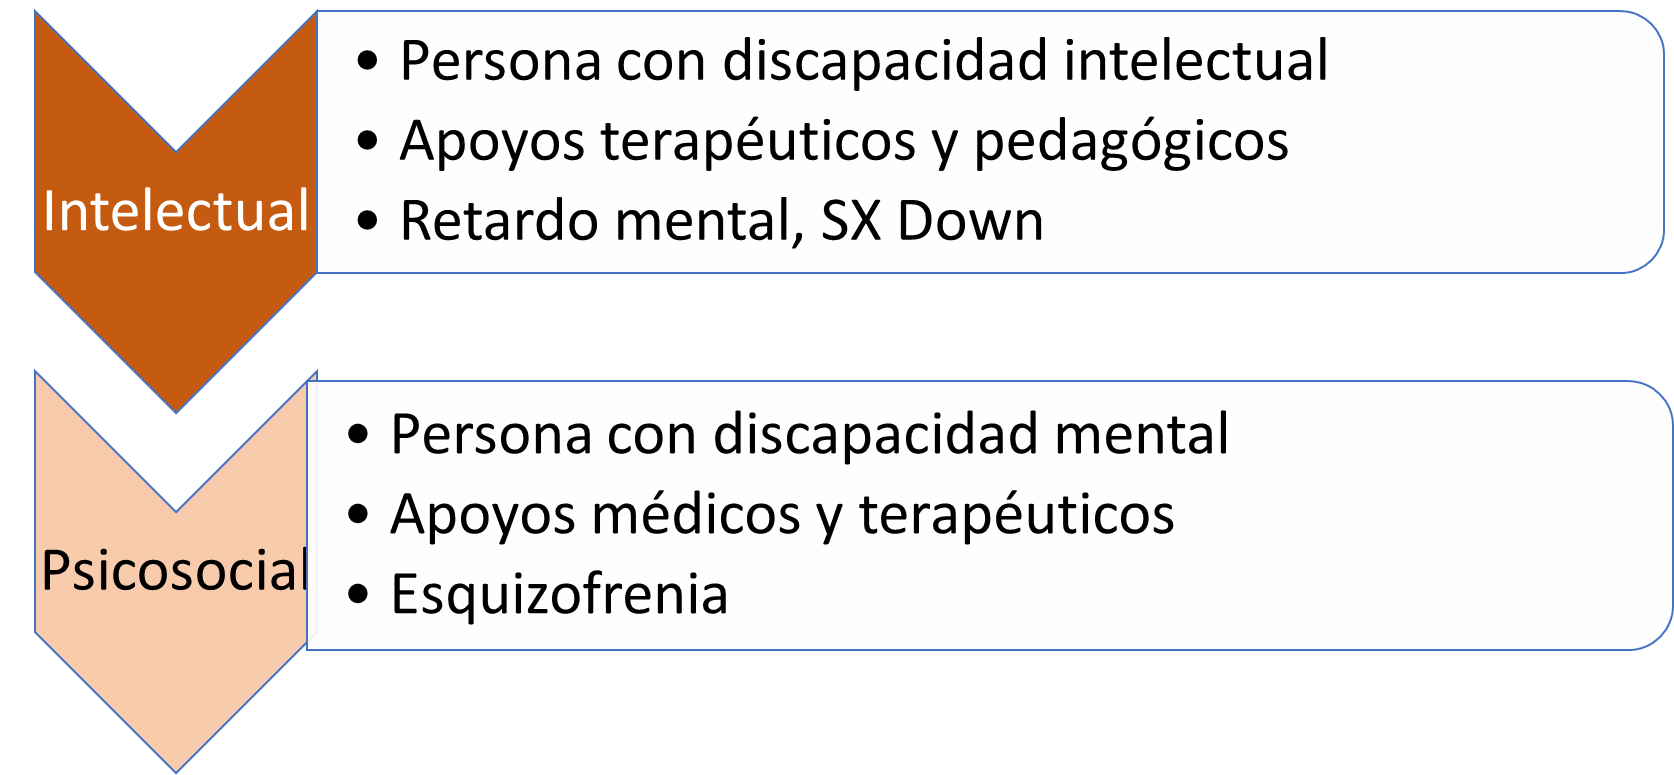 Intelectual
• Persona con discapacidad intelectual
• Apoyos terapéuticos y pedagógicos
• Retardo mental, SX Down
Psicosocial
• Persona con discapacidad mental
• Apoyos médicos y terapéuticos
• Esquizofrenia